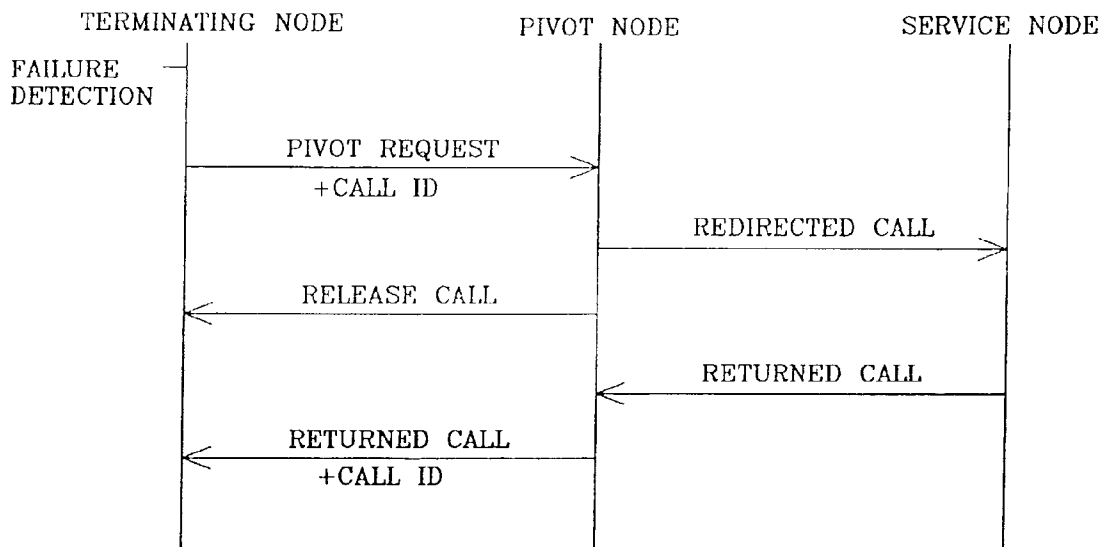 TERMINATING NODE
PIVOT NODE
SERVICE NODE
FAILURE
DETECTION
PIVOT REQUEST
+CALL ID
REDIRECTED CALL
RELEASE CALL
RETURNED CALL
RETURNED CALL
+CALL ID